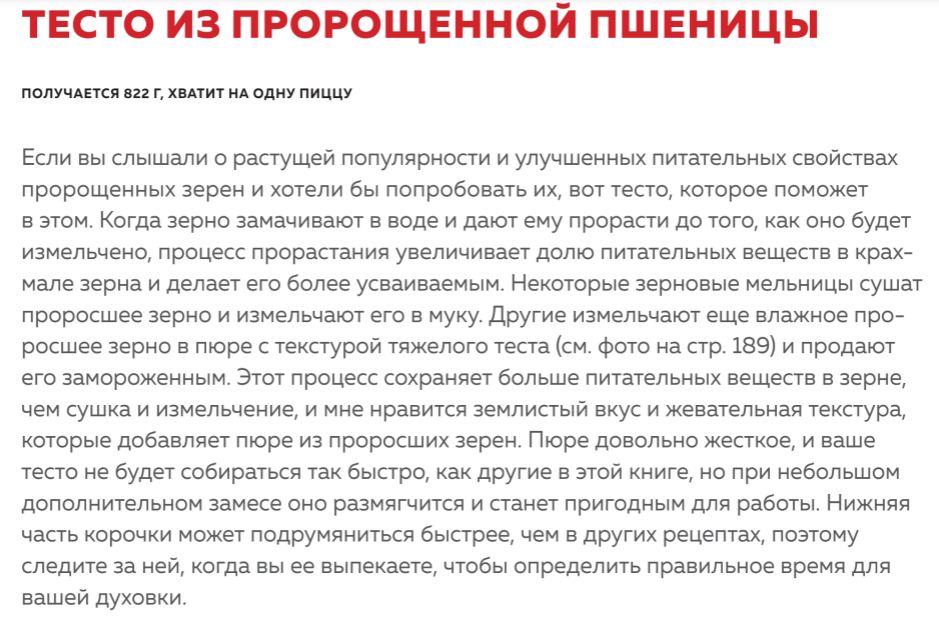 ТЕСТО ИЗ ПРОРОЩЕННОЙ ПШЕНИЦЫ
ПОЛУЧАЕТСЯ 822 Г, ХВАТИТ НА ОДНУ ПИЦЦУ
Если вы слышали о растущей популярности и улучшенных питательных свойствах
пророщенных зерен и хотели бы попробовать их, вот тесто, которое поможет
в этом. Когда зерно замачивают в воде и дают ему прорасти до того, как оно будет
измельчено, процесс прорастания увеличивает долю питательных веществ в крах-
мале зерна и делает его более усваиваемым. Некоторые зерновые мельницы сушат
проросшее зерно и измельчают его в муку. Другие измельчают еще влажное про-
росшее зерно в пюре с текстурой тяжелого теста (см. фото на стр. 189) и продают
его замороженным. Этот процесс сохраняет больше питательных веществ в зерне,
чем сушка и измельчение, и мне нравится землистый вкус и жевательная текстура,
которые добавляет пюре из проросших зерен. Пюре довольно жесткое, и ваше
тесто не будет собираться так быстро, как другие в этой книге, но при небольшом
дополнительном замесе оно размягчится и станет пригодным для работы. Нижняя
часть корочки может подрумяниться быстрее, чем в других рецептах, поэтому
следите за ней, когда вы ее выпекаете, чтобы определить правильное время для
вашей духовки.